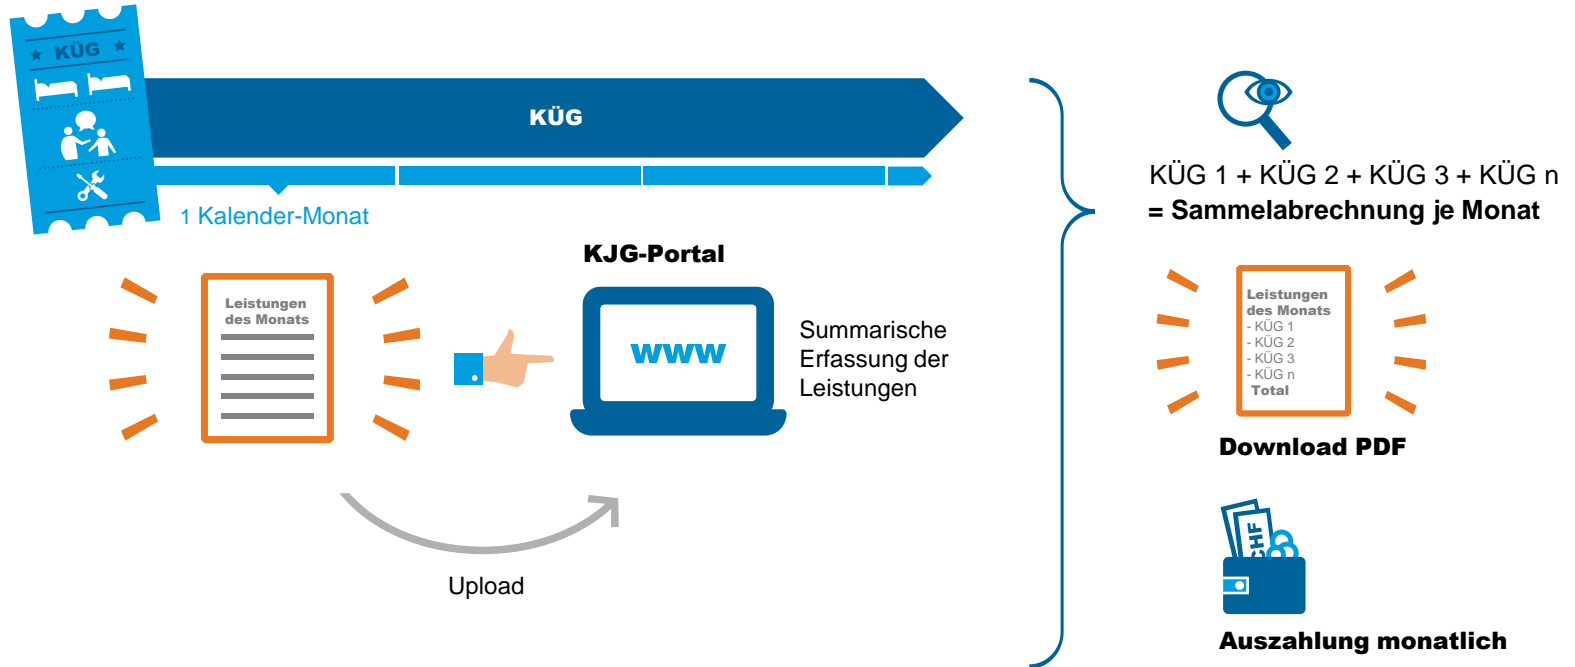 KÜG
KÜG
1 Kalender-Monat
KJG-Portal
Leistungen
des Monats
www
Summarische
Erfassung der
Leistungen
Upload
KÜG 1 + KÜG 2 + KÜG 3 + KÜG n
= Sammelabrechnung je Monat
Leistungen
des Monats
- KÜG 1
- KÜG 2
- KÜG 3
- KÜG n
Total
Download PDF
CHF
Auszahlung monatlich